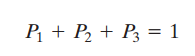 P₁ + P₂ + P₃ = 1